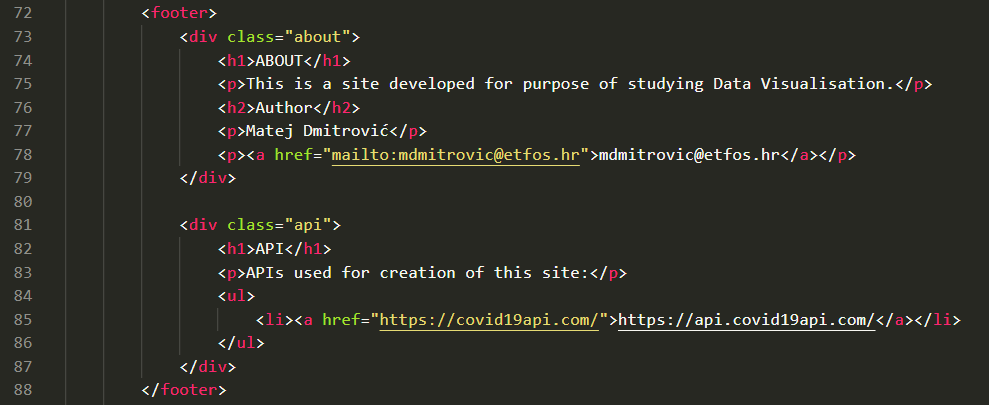 72 <footer>
73 <div class="about">
74 <h1>ABOUT</h1>
75 <p>This is a site developed for purpose of studying Data Visualisation.</p>
76 <h2>Author</h2>
77 <p>Matej Dmitrović</p>
78 <p><a href="mailto:mdmitrovic@etfos.hr">mdmitrovic@etfos.hr</a></p>
79 </div>
80
81 <div class="api">
82 <h1>API</h1>
83 <p>APIs used for creation of this site:</p>
84 <ul>
85 <li><a href="https://covid19api.com/">https://api.covid19api.com/</a></li>
86 </ul>
87 </div>
88 </footer>